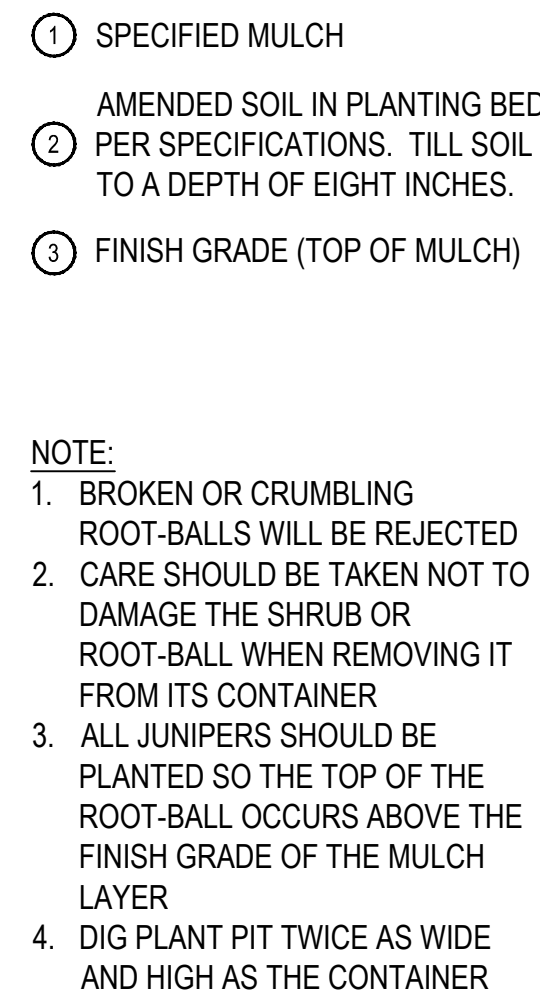 1 SPECIFIED MULCH
AMENDED SOIL IN PLANTING BED
2 PER SPECIFICATIONS. TILL SOIL
TO A DEPTH OF EIGHT INCHES.
3 FINISH GRADE (TOP OF MULCH)
NOTE:
1. BROKEN OR CRUMBLING
ROOT-BALLS WILL BE REJECTED
2. CARE SHOULD BE TAKEN NOT TO
DAMAGE THE SHRUB OR
ROOT-BALL WHEN REMOVING IT
FROM ITS CONTAINER
3. ALL JUNIPERS SHOULD BE
PLANTED SO THE TOP OF THE
ROOT-BALL OCCURS ABOVE THE
FINISH GRADE OF THE MULCH
LAYER
4. DIG PLANT PIT TWICE AS WIDE
AND HIGH AS THE CONTAINER